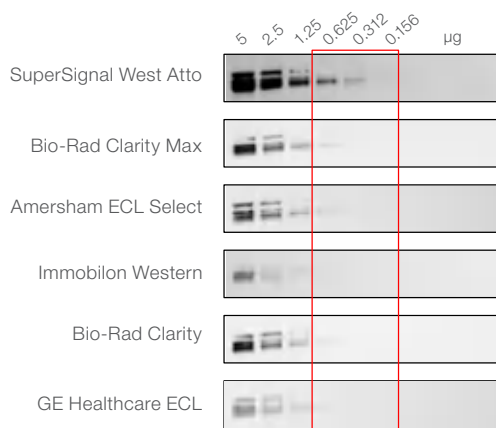 5 2.5 1.25 0.625 0.312 0.156 µg
SuperSignal West Atto
Bio-Rad Clarity Max
Amersham ECL Select
Immobilon Western
Bio-Rad Clarity
GE Healthcare ECL